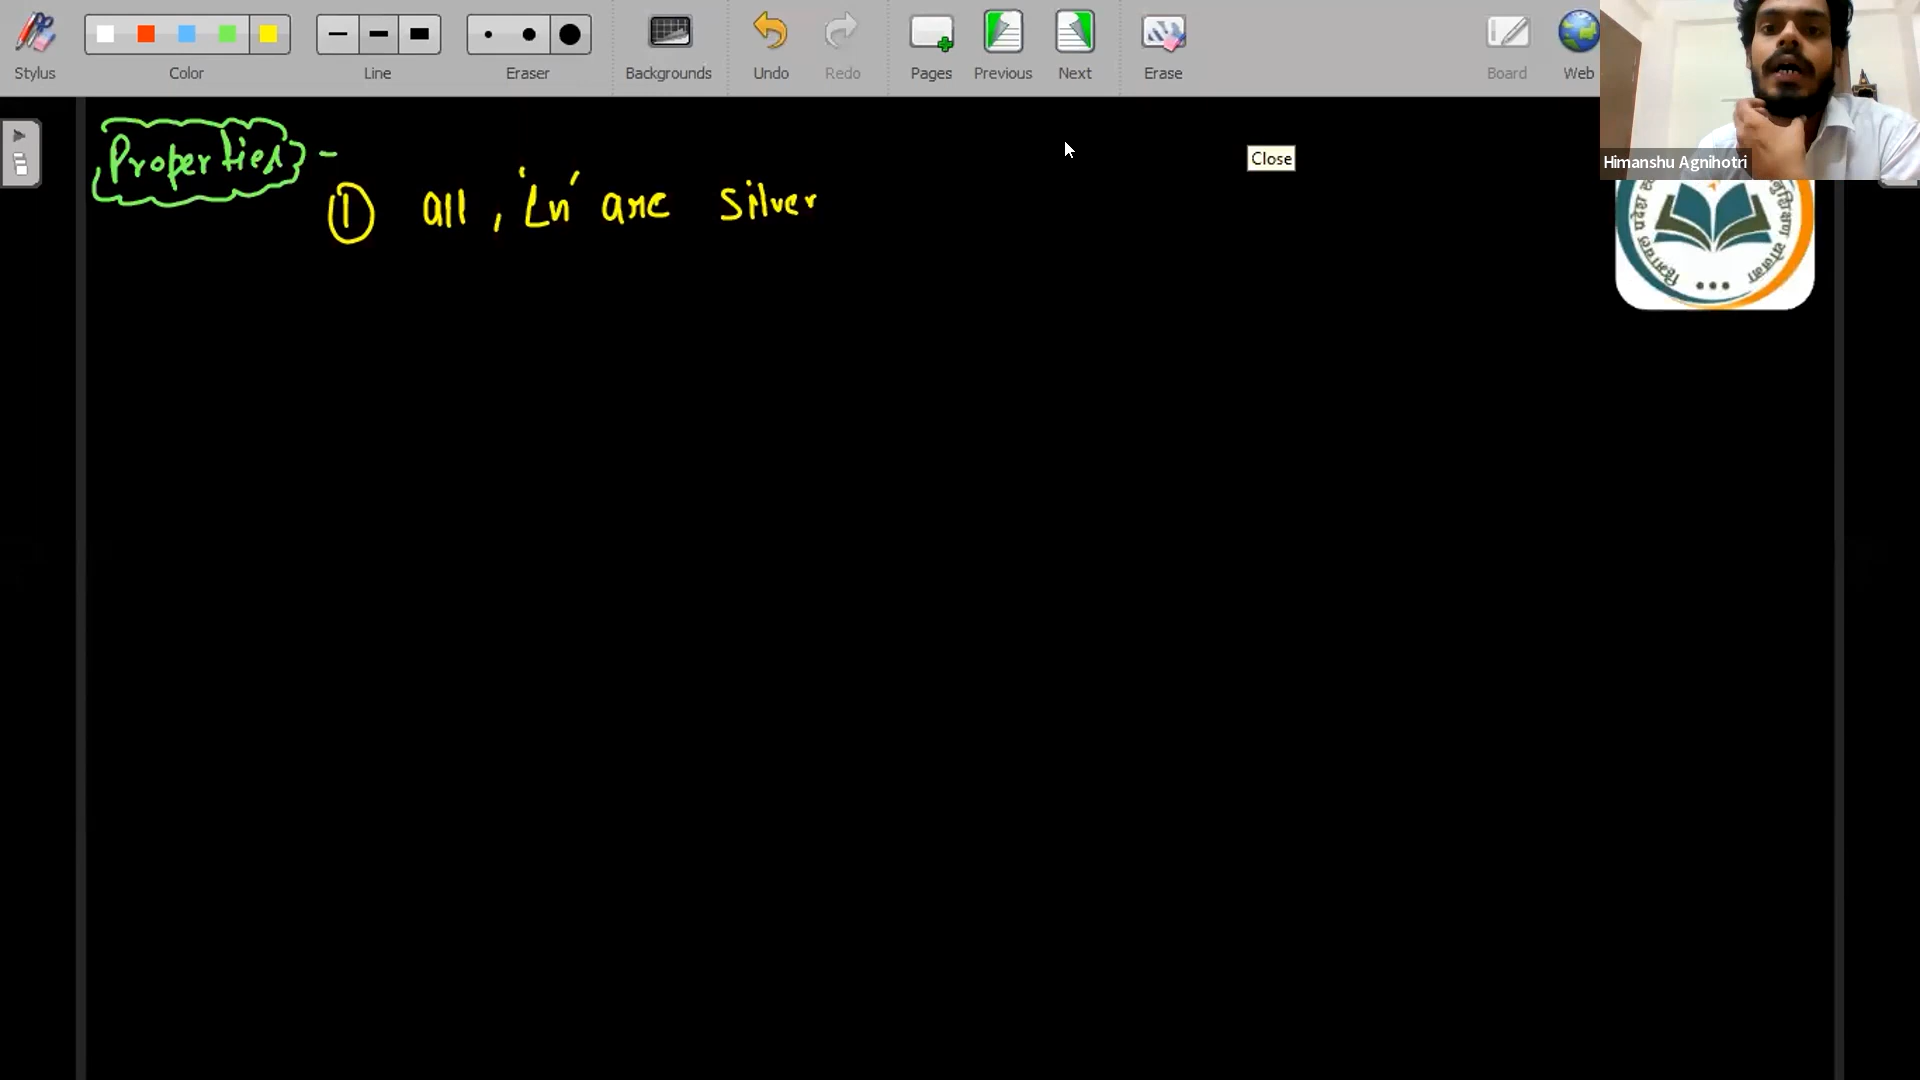 Stylus Color Line Eraser Backgrounds Undo Redo Pages Previous Next Erase Board Web
Himanshu Agnihotri
Close
Properties -
① all, 'Ln' are silver